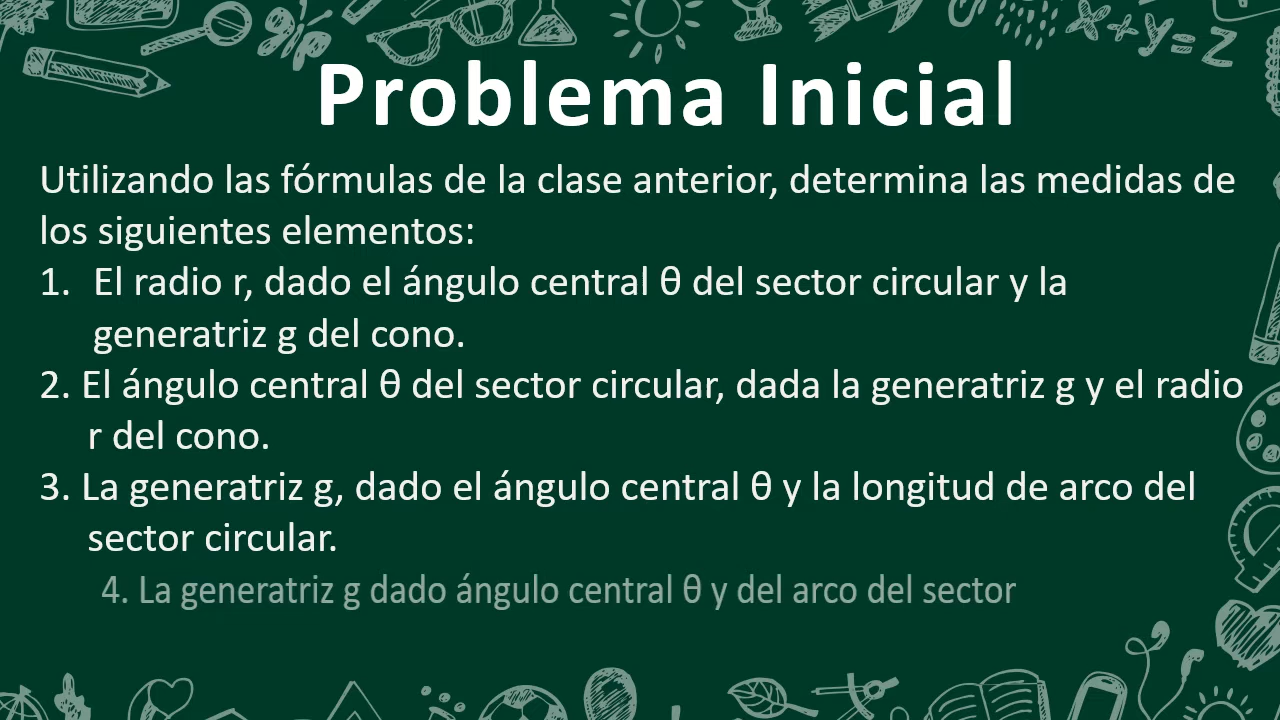 x+y=z
Problema Inicial
Utilizando las fórmulas de la clase anterior, determina las medidas de
los siguientes elementos:
1. El radio r, dado el ángulo central θ del sector circular y la
generatriz g del cono.
2. El ángulo central θ del sector circular, dada la generatriz g y el radio
r del cono.
3. La generatriz g, dado el ángulo central θ y la longitud de arco del
sector circular.
4. La generatriz g dado ángulo central θ y del arco del sector